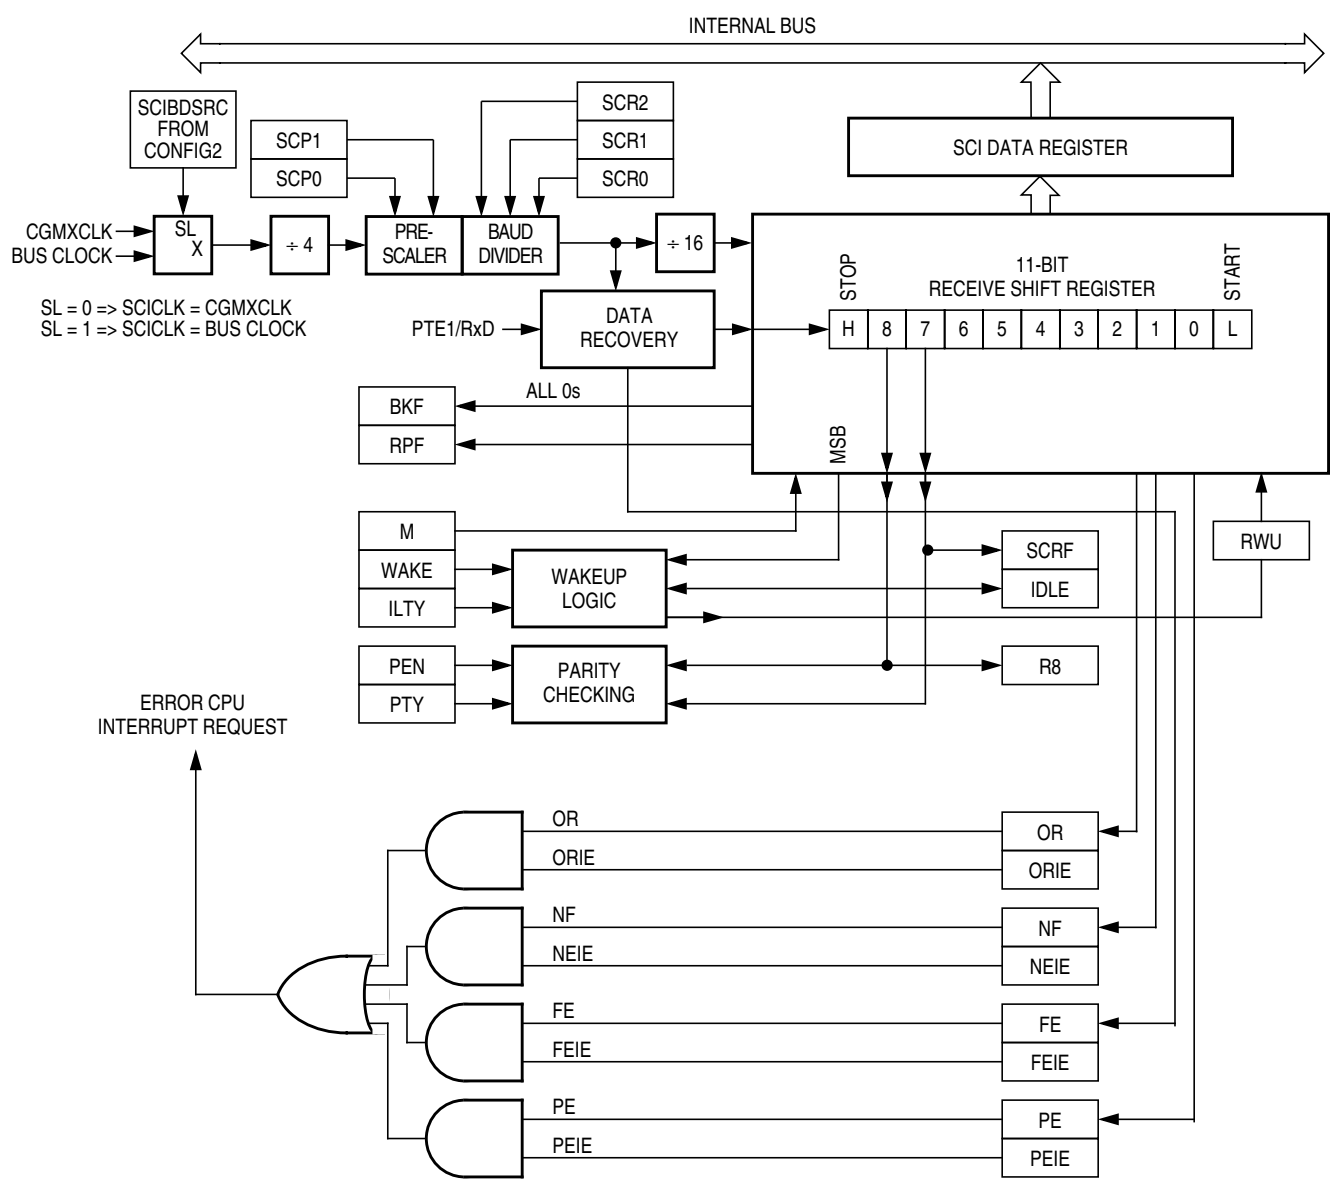 INTERNAL BUS
SCIBDSRC
FROM
CONFIG2
SCP1
SCP0
SCR2
SCR1
SCR0
SCI DATA REGISTER
CGMXCLK
BUS CLOCK
SL
X
÷ 4
PRE-
SCALER
BAUD
DIVIDER
÷ 16
SL = 0 => SCICLK = CGMXCLK
SL = 1 => SCICLK = BUS CLOCK
PTE1/RxD
DATA
RECOVERY
STOP
11-BIT
RECEIVE SHIFT REGISTER
START
H 8 7 6 5 4 3 2 1 0 L
ALL 0s
BKF
RPF
MSB
M
WAKE
ILTY
WAKEUP
LOGIC
SCRF
IDLE
RWU
PEN
PTY
PARITY
CHECKING
R8
ERROR CPU
INTERRUPT REQUEST
OR
OR
ORIE
ORIE
NF
NF
NEIE
NEIE
FE
FE
FEIE
FEIE
PE
PE
PEIE
PEIE